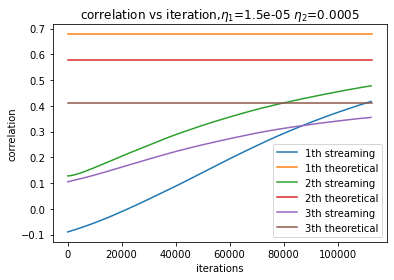 correlation vs iteration,η₁=1.5e-05 η₂=0.0005
0.7
0.6
0.5
0.4
0.3
0.2
0.1
0.0
−0.1
correlation
1th streaming
1th theoretical
2th streaming
2th theoretical
3th streaming
3th theoretical
0 20000 40000 60000 80000 100000
iterations